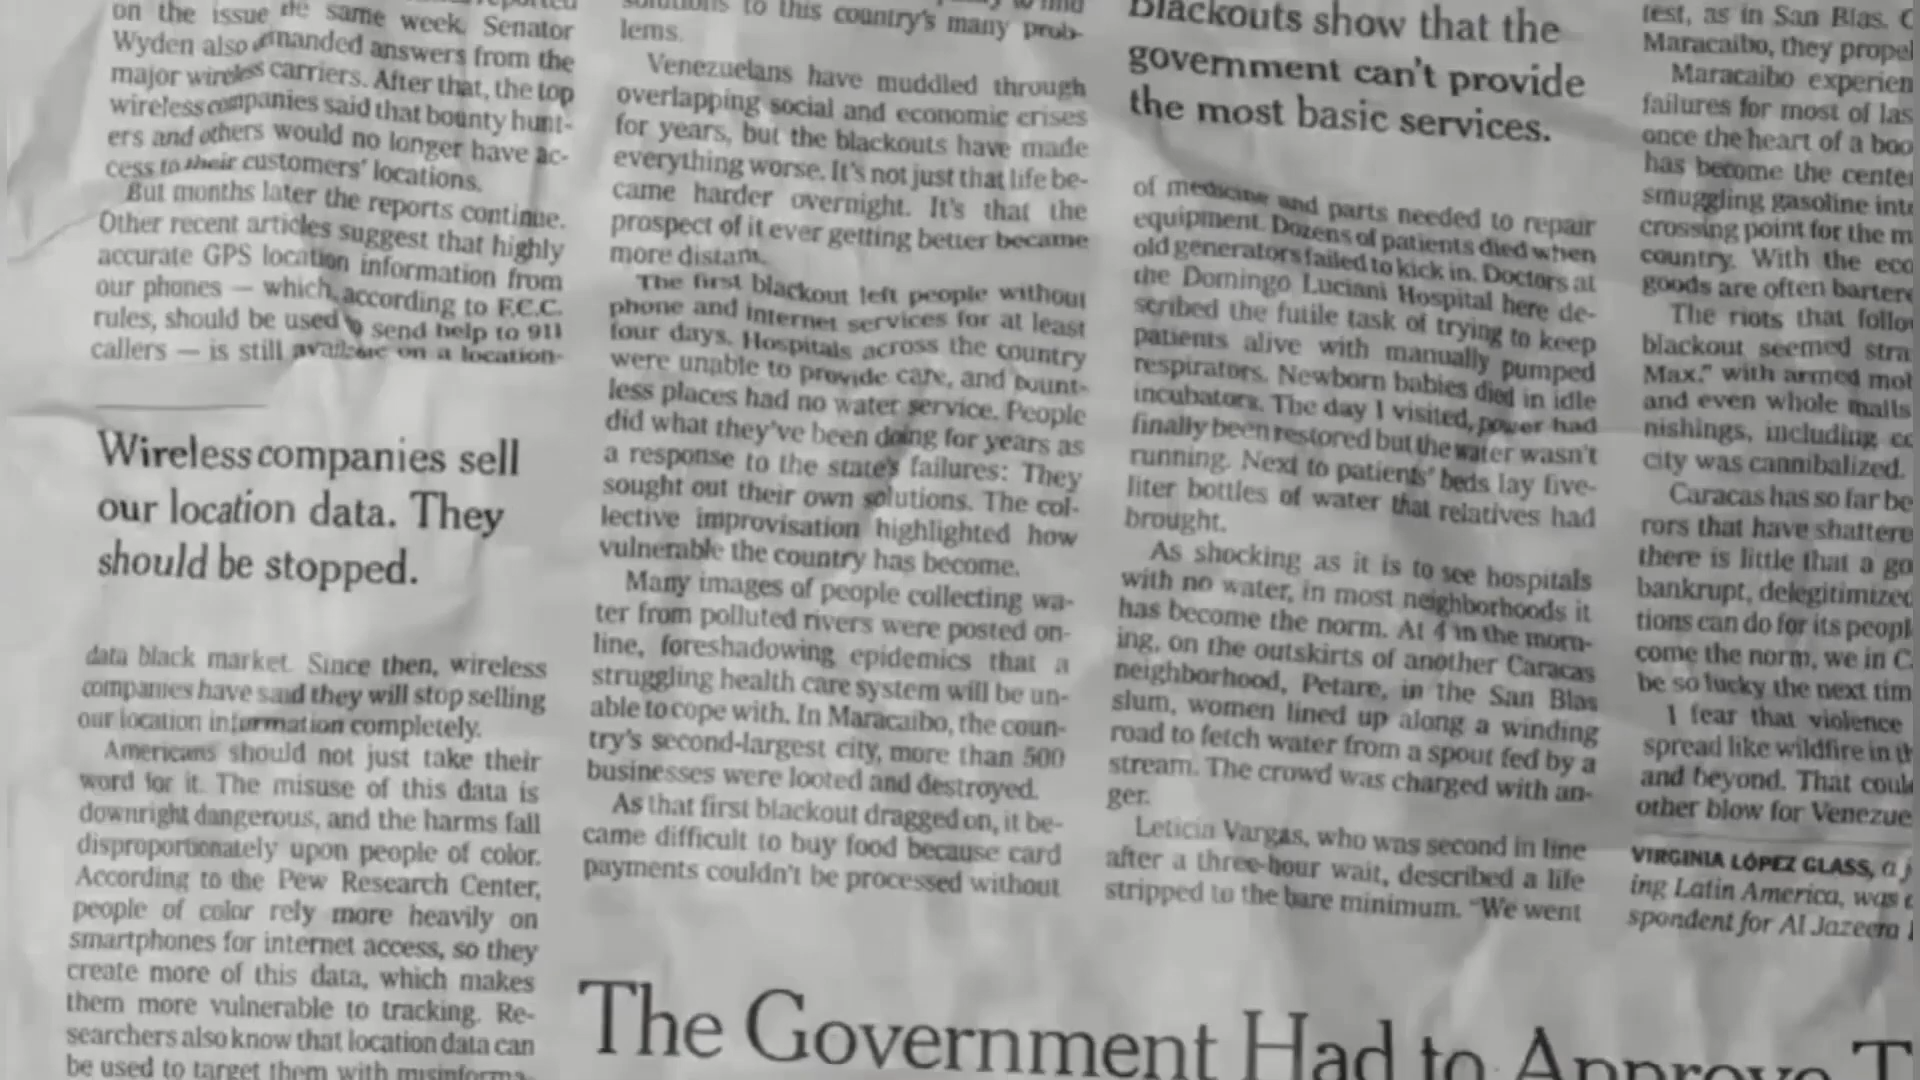 on the issue the same week. Senator
Wyden also demanded answers from the
major wireless carriers. After that, the top
wireless companies said that bounty hunt-
ers and others would no longer have ac-
cess to their customers' locations.
But months later the reports continue.
Other recent articles suggest that highly
accurate GPS location information from
our phones — which, according to F.C.C.
rules, should be used to send help to 911
callers — is still available on a location-
Wireless companies sell
our location data. They
should be stopped.
data black market. Since then, wireless
companies have said they will stop selling
our location information completely.
Americans should not just take their
word for it. The misuse of this data is
downright dangerous, and the harms fall
disproportionately upon people of color.
According to the Pew Research Center,
people of color rely more heavily on
smartphones for internet access, so they
create more of this data, which makes
them more vulnerable to tracking. Re-
searchers also know that location data can
be used to target them with misinforma-
solutions to this country's many prob-
lems.
Venezuelans have muddled through
overlapping social and economic crises
for years, but the blackouts have made
everything worse. It's not just that life be-
came harder overnight. It's that the
prospect of it ever getting better became
more distant.
The first blackout left people without
phone and internet services for at least
four days. Hospitals across the country
were unable to provide care, and count-
less places had no water service. People
did what they've been doing for years as
a response to the state's failures: They
sought out their own solutions. The col-
lective improvisation highlighted how
vulnerable the country has become.
Many images of people collecting wa-
ter from polluted rivers were posted on-
line, foreshadowing epidemics that a
struggling health care system will be un-
able to cope with. In Maracaibo, the coun-
try's second-largest city, more than 500
businesses were looted and destroyed.
As that first blackout dragged on, it be-
came difficult to buy food because card
payments couldn't be processed without
Blackouts show that the
government can't provide
the most basic services.
of medicine and parts needed to repair
equipment. Dozens of patients died when
old generators failed to kick in. Doctors at
the Domingo Luciani Hospital here de-
scribed the futile task of trying to keep
patients alive with manually pumped
respirators. Newborn babies died in idle
incubators. The day I visited, power had
finally been restored but the water wasn't
running. Next to patients' beds lay five-
liter bottles of water that relatives had
brought.
As shocking as it is to see hospitals
with no water, in most neighborhoods it
has become the norm. At 4 in the morn-
ing, on the outskirts of another Caracas
neighborhood, Petare, in the San Blas
slum, women lined up along a winding
road to fetch water from a spout fed by a
stream. The crowd was charged with an-
ger.
Leticia Vargas, who was second in line
after a three-hour wait, described a life
stripped to the bare minimum. "We went
test, as in San Blas.
Maracaibo, they propel
Maracaibo experien
failures for most of las
once the heart of a boo
has become the center
smuggling gasoline int
crossing point for the m
country. With the eco
goods are often barter
The riots that follo
blackout seemed stra
Max," with armed mo
and even whole malls
nishings, including co
city was cannibalized.
Caracas has so far be
rors that have shattere
there is little that a go
bankrupt, delegitimized
tions can do for its peopl
come the norm, we in C
be so lucky the next tim
I fear that violence
spread like wildfire in th
and beyond. That coul
other blow for Venezue
VIRGINIA LÓPEZ GLASS, a j
ing Latin America, was
spondent for Al Jazeera
The Government Had to Approve T